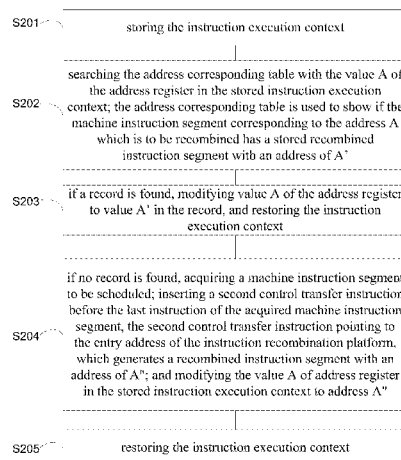 S201
storing the instruction execution context
S202
searching the address corresponding table with the value A of
the address register in the stored instruction execution
context; the address corresponding table is used to show if the
machine instruction segment corresponding to the address A
which is to be recombined has a stored recombined
instruction segment with an address of A'
S203
if a record is found, modifying value A of the address register
to value A' in the record, and restoring the instruction
execution context
S204
if no record is found, acquiring a machine instruction segment
to be scheduled; inserting a second control transfer instruction
before the last instruction of the acquired machine instruction
segment, the second control transfer instruction pointing to
the entry address of the instruction recombination platform,
which generates a recombined instruction segment with an
address of A"; and modifying the value A of address register
in the stored instruction execution context to address A"
S205
restoring the instruction execution context